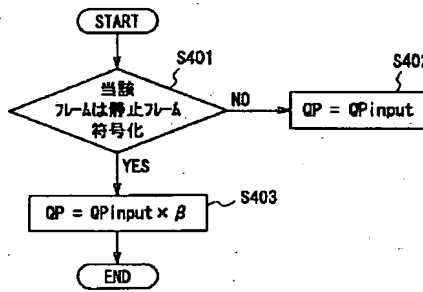 START
S401
S402
当該
フレームは静止フレーム
符号化
NO
QP = QPinput
YES
S403
QP = QPinput × β
END